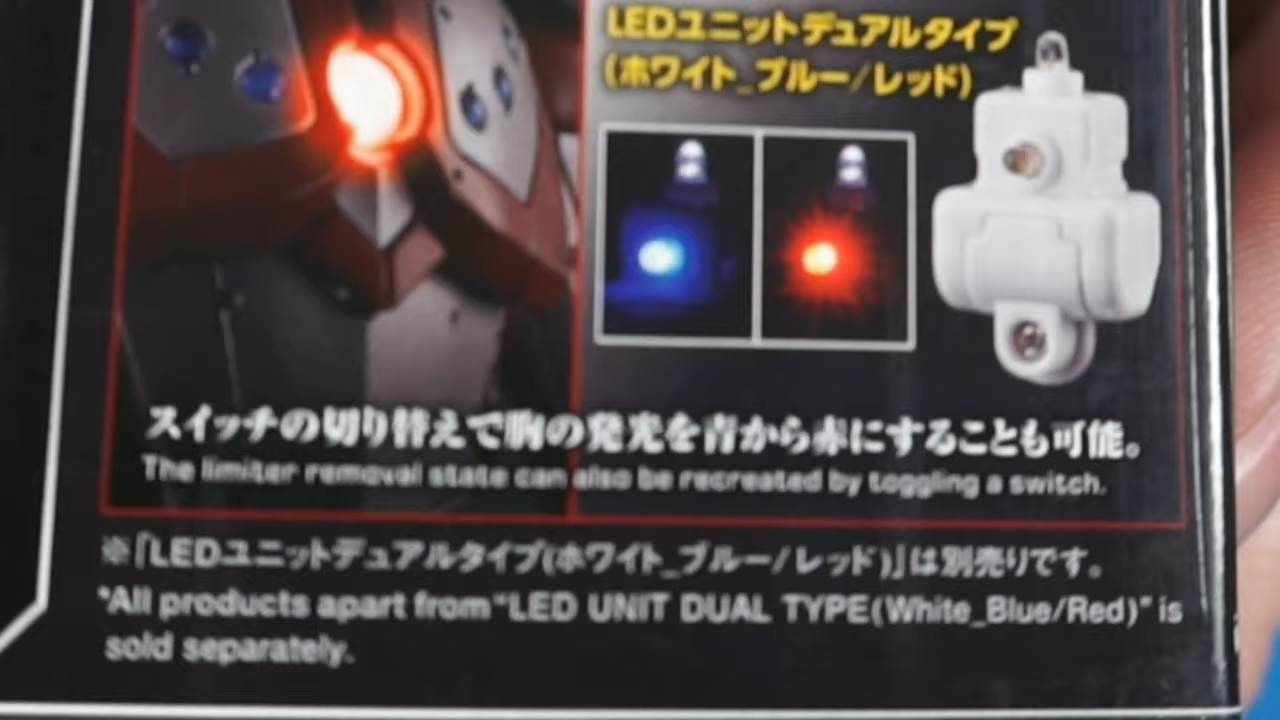 LEDユニットデュアルタイプ
(ホワイト_ブルー/レッド)
スイッチの切り替えで胸の発光を青から赤にすることも可能。
The limiter removal state can also be recreated by toggling a switch.
※「LEDユニットデュアルタイプ(ホワイト_ブルー/レッド)」は別売りです。
*All products apart from "LED UNIT DUAL TYPE(White_Blue/Red)" is
sold separately.